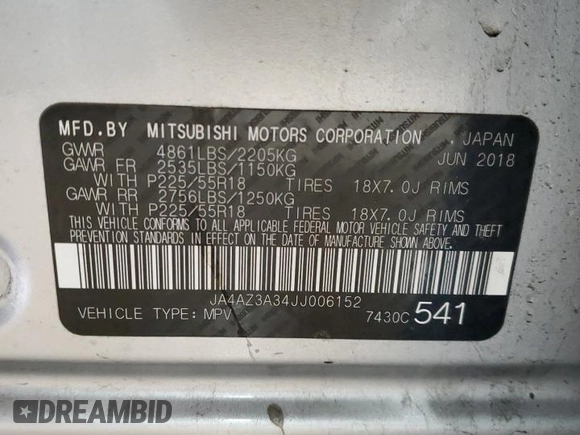 MFD.BY MITSUBISHI MOTORS CORPORATION , JAPAN
GVWR 4861LBS/2205KG JUN 2018
GAWR FR 2535LBS/1150KG
WITH P225/55R18 TIRES 18X7.0J RIMS
GAWR RR 2756LBS/1250KG
WITH P225/55R18 TIRES 18X7.0J RIMS
THIS VEHICLE CONFORMS TO ALL APPLICABLE FEDERAL MOTOR VEHICLE SAFETY AND THEFT
PREVENTION STANDARDS IN EFFECT ON THE DATE OF MANUFACTURE SHOWN ABOVE.
JA4AZ3A34JJ006152
VEHICLE TYPE: MPV 7430C 541
DREAMBID